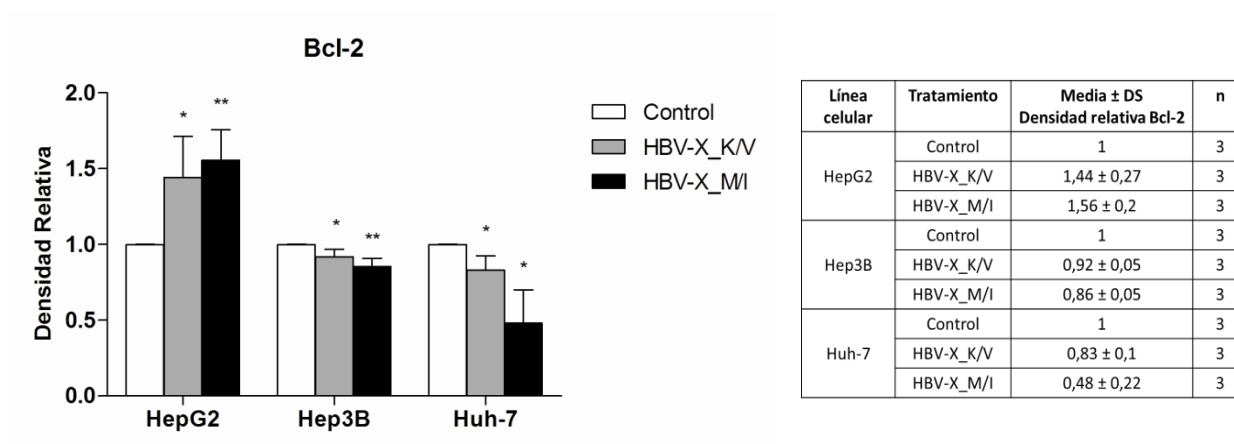 Bcl-2
Densidad Relativa
2.0
1.5
1.0
0.5
0.0
* **
* **
* *
HepG2 Hep3B Huh-7
Control
HBV-X_K/V
HBV-X_M/I
Línea celular Tratamiento Media ± DS Densidad relativa Bcl-2 n
HepG2 Control 1 3
HBV-X_K/V 1,44 ± 0,27 3
HBV-X_M/I 1,56 ± 0,2 3
Hep3B Control 1 3
HBV-X_K/V 0,92 ± 0,05 3
HBV-X_M/I 0,86 ± 0,05 3
Huh-7 Control 1 3
HBV-X_K/V 0,83 ± 0,1 3
HBV-X_M/I 0,48 ± 0,22 3